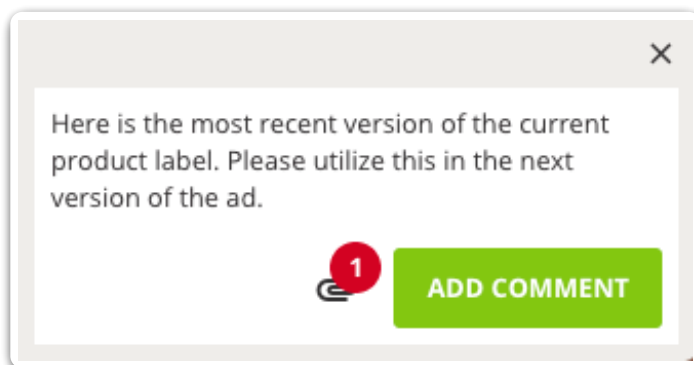 Here is the most recent version of the current
product label. Please utilize this in the next
version of the ad.
1
ADD COMMENT